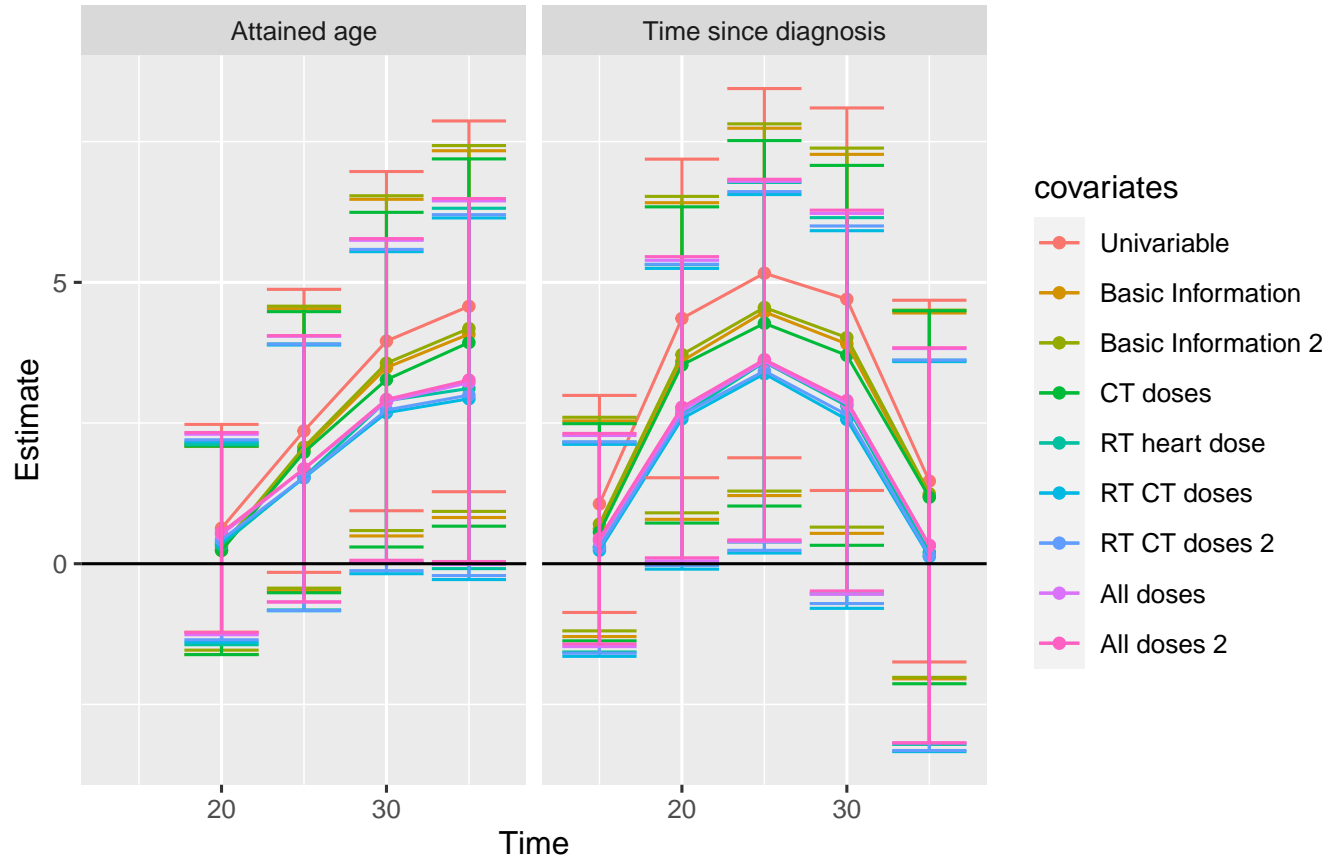 Attained age
Time since diagnosis
Estimate
5
0
20
30
20
30
Time
covariates
Univariable
Basic Information
Basic Information 2
CT doses
RT heart dose
RT CT doses
RT CT doses 2
All doses
All doses 2